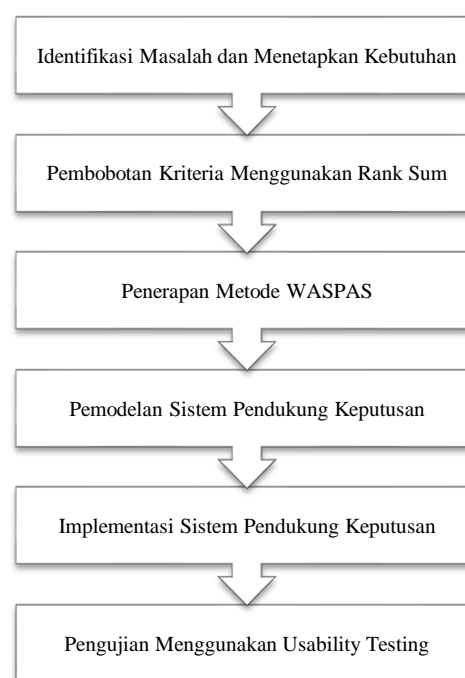 Identifikasi Masalah dan Menetapkan Kebutuhan
Pembobotan Kriteria Menggunakan Rank Sum
Penerapan Metode WASPAS
Pemodelan Sistem Pendukung Keputusan
Implementasi Sistem Pendukung Keputusan
Pengujian Menggunakan Usability Testing